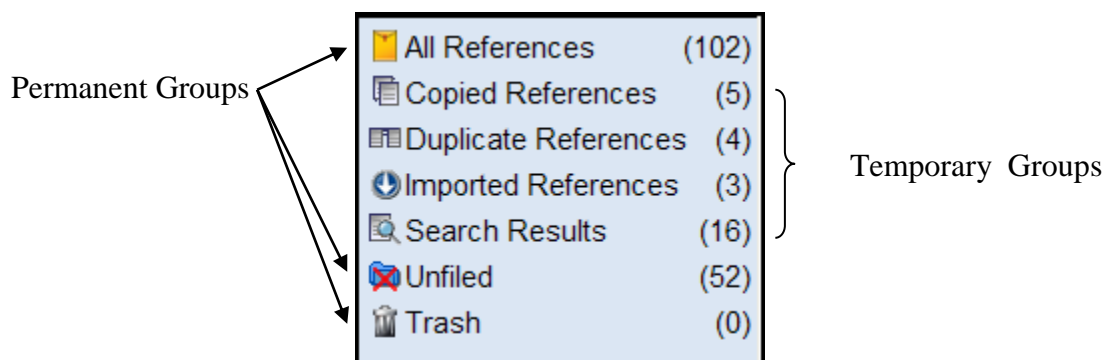 All References (102)
Permanent Groups
Copied References (5)
Duplicate References (4)
Temporary Groups
Imported References (3)
Search Results (16)
Unfiled (52)
Trash (0)